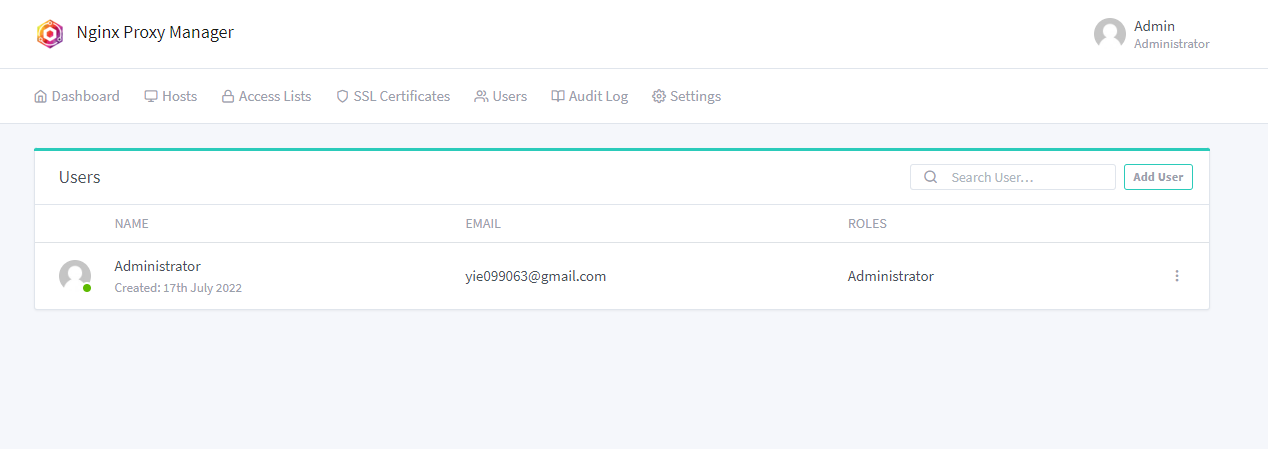 Nginx Proxy Manager
Admin
Administrator
Dashboard Hosts Access Lists SSL Certificates Users Audit Log Settings
Users
Search User...
Add User
NAME EMAIL ROLES
Administrator
Created: 17th July 2022
yie099063@gmail.com
Administrator